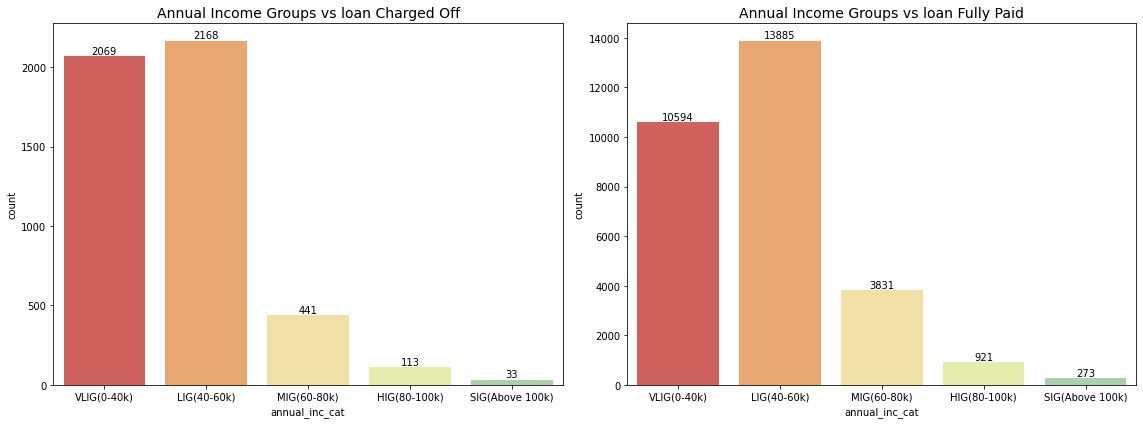 Annual Income Groups vs loan Charged Off
count
2000
1500
1000
500
0
2069
2168
441
113
33
VLIG(0-40k) LIG(40-60k) MIG(60-80k) HIG(80-100k) SIG(Above 100k)
annual_inc_cat
Annual Income Groups vs loan Fully Paid
count
14000
12000
10000
8000
6000
4000
2000
0
10594
13885
3831
921
273
VLIG(0-40k) LIG(40-60k) MIG(60-80k) HIG(80-100k) SIG(Above 100k)
annual_inc_cat